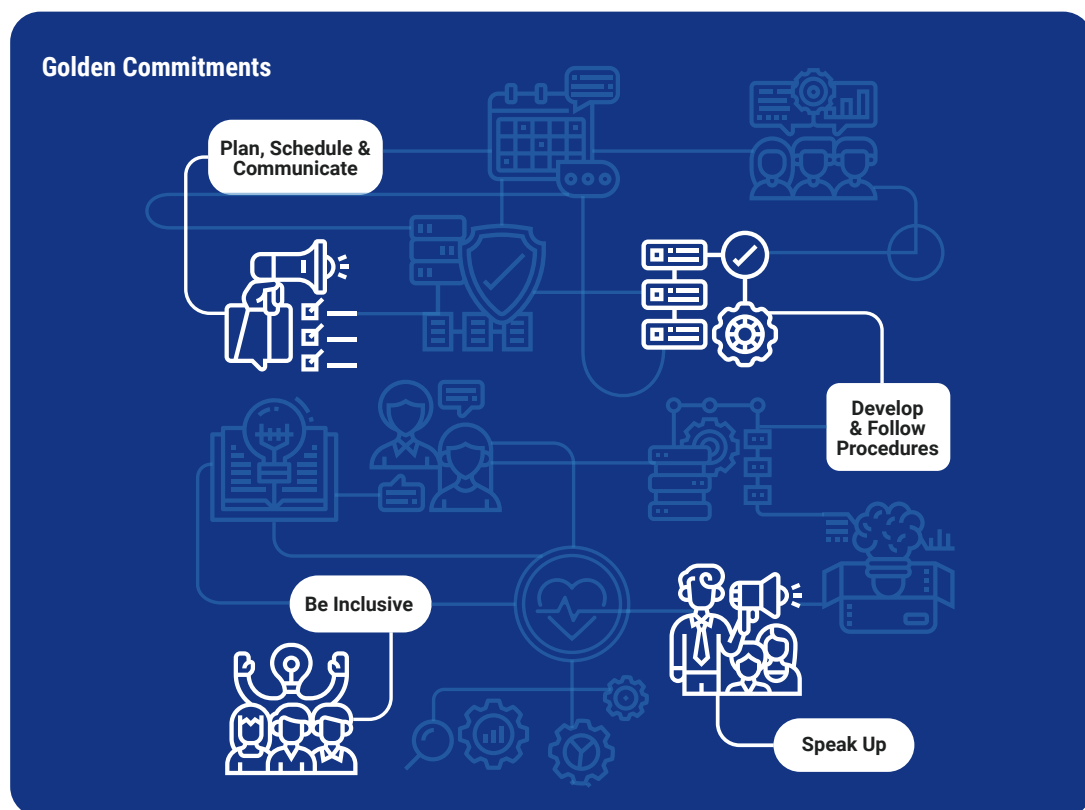 Golden Commitments
Plan, Schedule &
Communicate
Develop
& Follow
Procedures
Be Inclusive
Speak Up